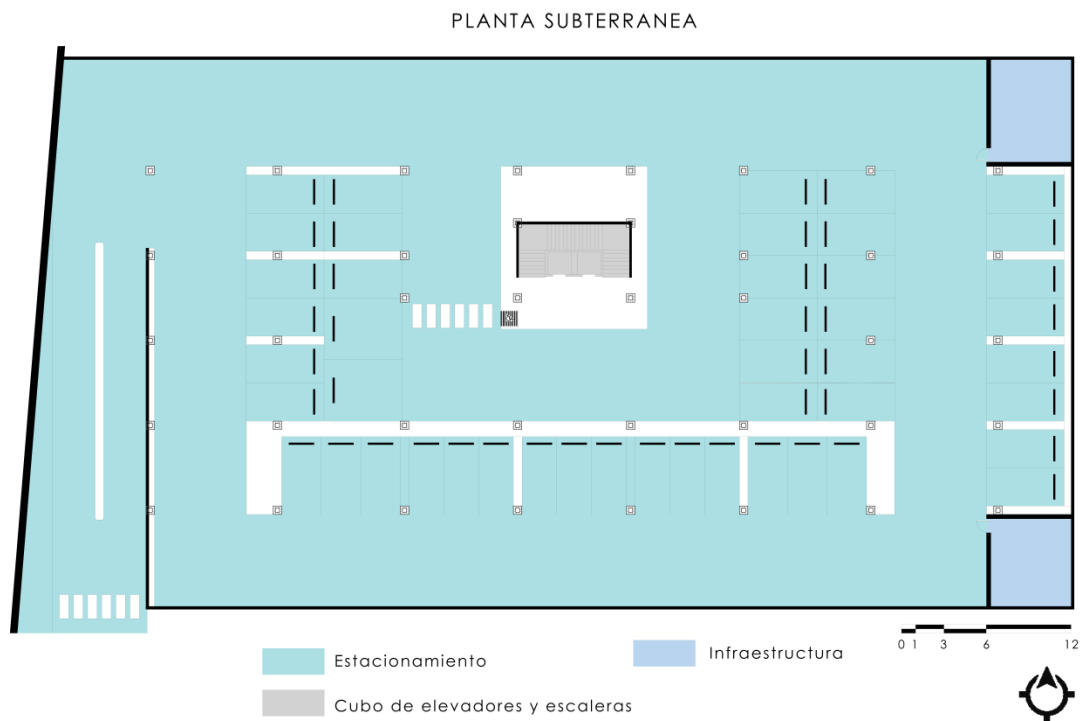 PLANTA SUBTERRANEA
0 1 3 6 12
Estacionamiento
Infraestructura
Cubo de elevadores y escaleras